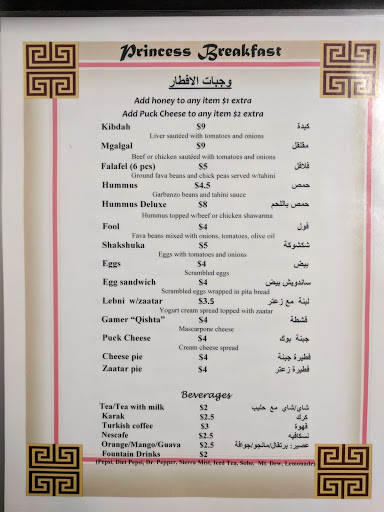 Princess Breakfast
وجبات الافطار
Add honey to any item $1 extra
Add Puck Cheese to any item $2 extra
Kibdah $9 كبدة
Liver sautéed with tomatoes and onions
Mgalgal $9 مقلقل
Beef or chicken sautéed with tomatoes and onions
Falafel (6 pcs) $5 فلافل
Ground fava beans and chick peas served w/tahini
Hummus $4.5 حمص
Garbanzo beans and tahini sauce
Hummus Deluxe $8 حمص باللحم
Hummus topped w/beef or chicken shawarma
Fool $4 فول
Fava beans mixed with onions, tomatoes, olive oil
Shakshuka $5 شكشوكة
Eggs with tomatoes and onions
Eggs $4 بيض
Scrambled eggs
Egg sandwich $4 ساندويش بيض
Scrambled eggs wrapped in pita bread
Lebni w/zaatar $3.5 لبنة مع زعتر
Yogurt cream spread topped with zaatar
Gamer “Qishta” $4 قشطة
Mascarpone cheese
Puck Cheese $4 جبنة بوك
Cream cheese spread
Cheese pie $4 فطيرة جبنة
Zaatar pie $4 فطيرة زعتر
Beverages
Tea/Tea with milk $2 شاي/شاي مع حليب
Karak $2.5 كرك
Turkish coffee $3 قهوة
Nescafe $2.5 نسكافيه
Orange/Mango/Guava $2.5 عصير: برتقال/مانجو/جوافة
Fountain Drinks $2
(Pepsi, Diet Pepsi, Dr. Pepper, Sierra Mist, Iced Tea, Sobe, Mt. Dew, Lemonade)